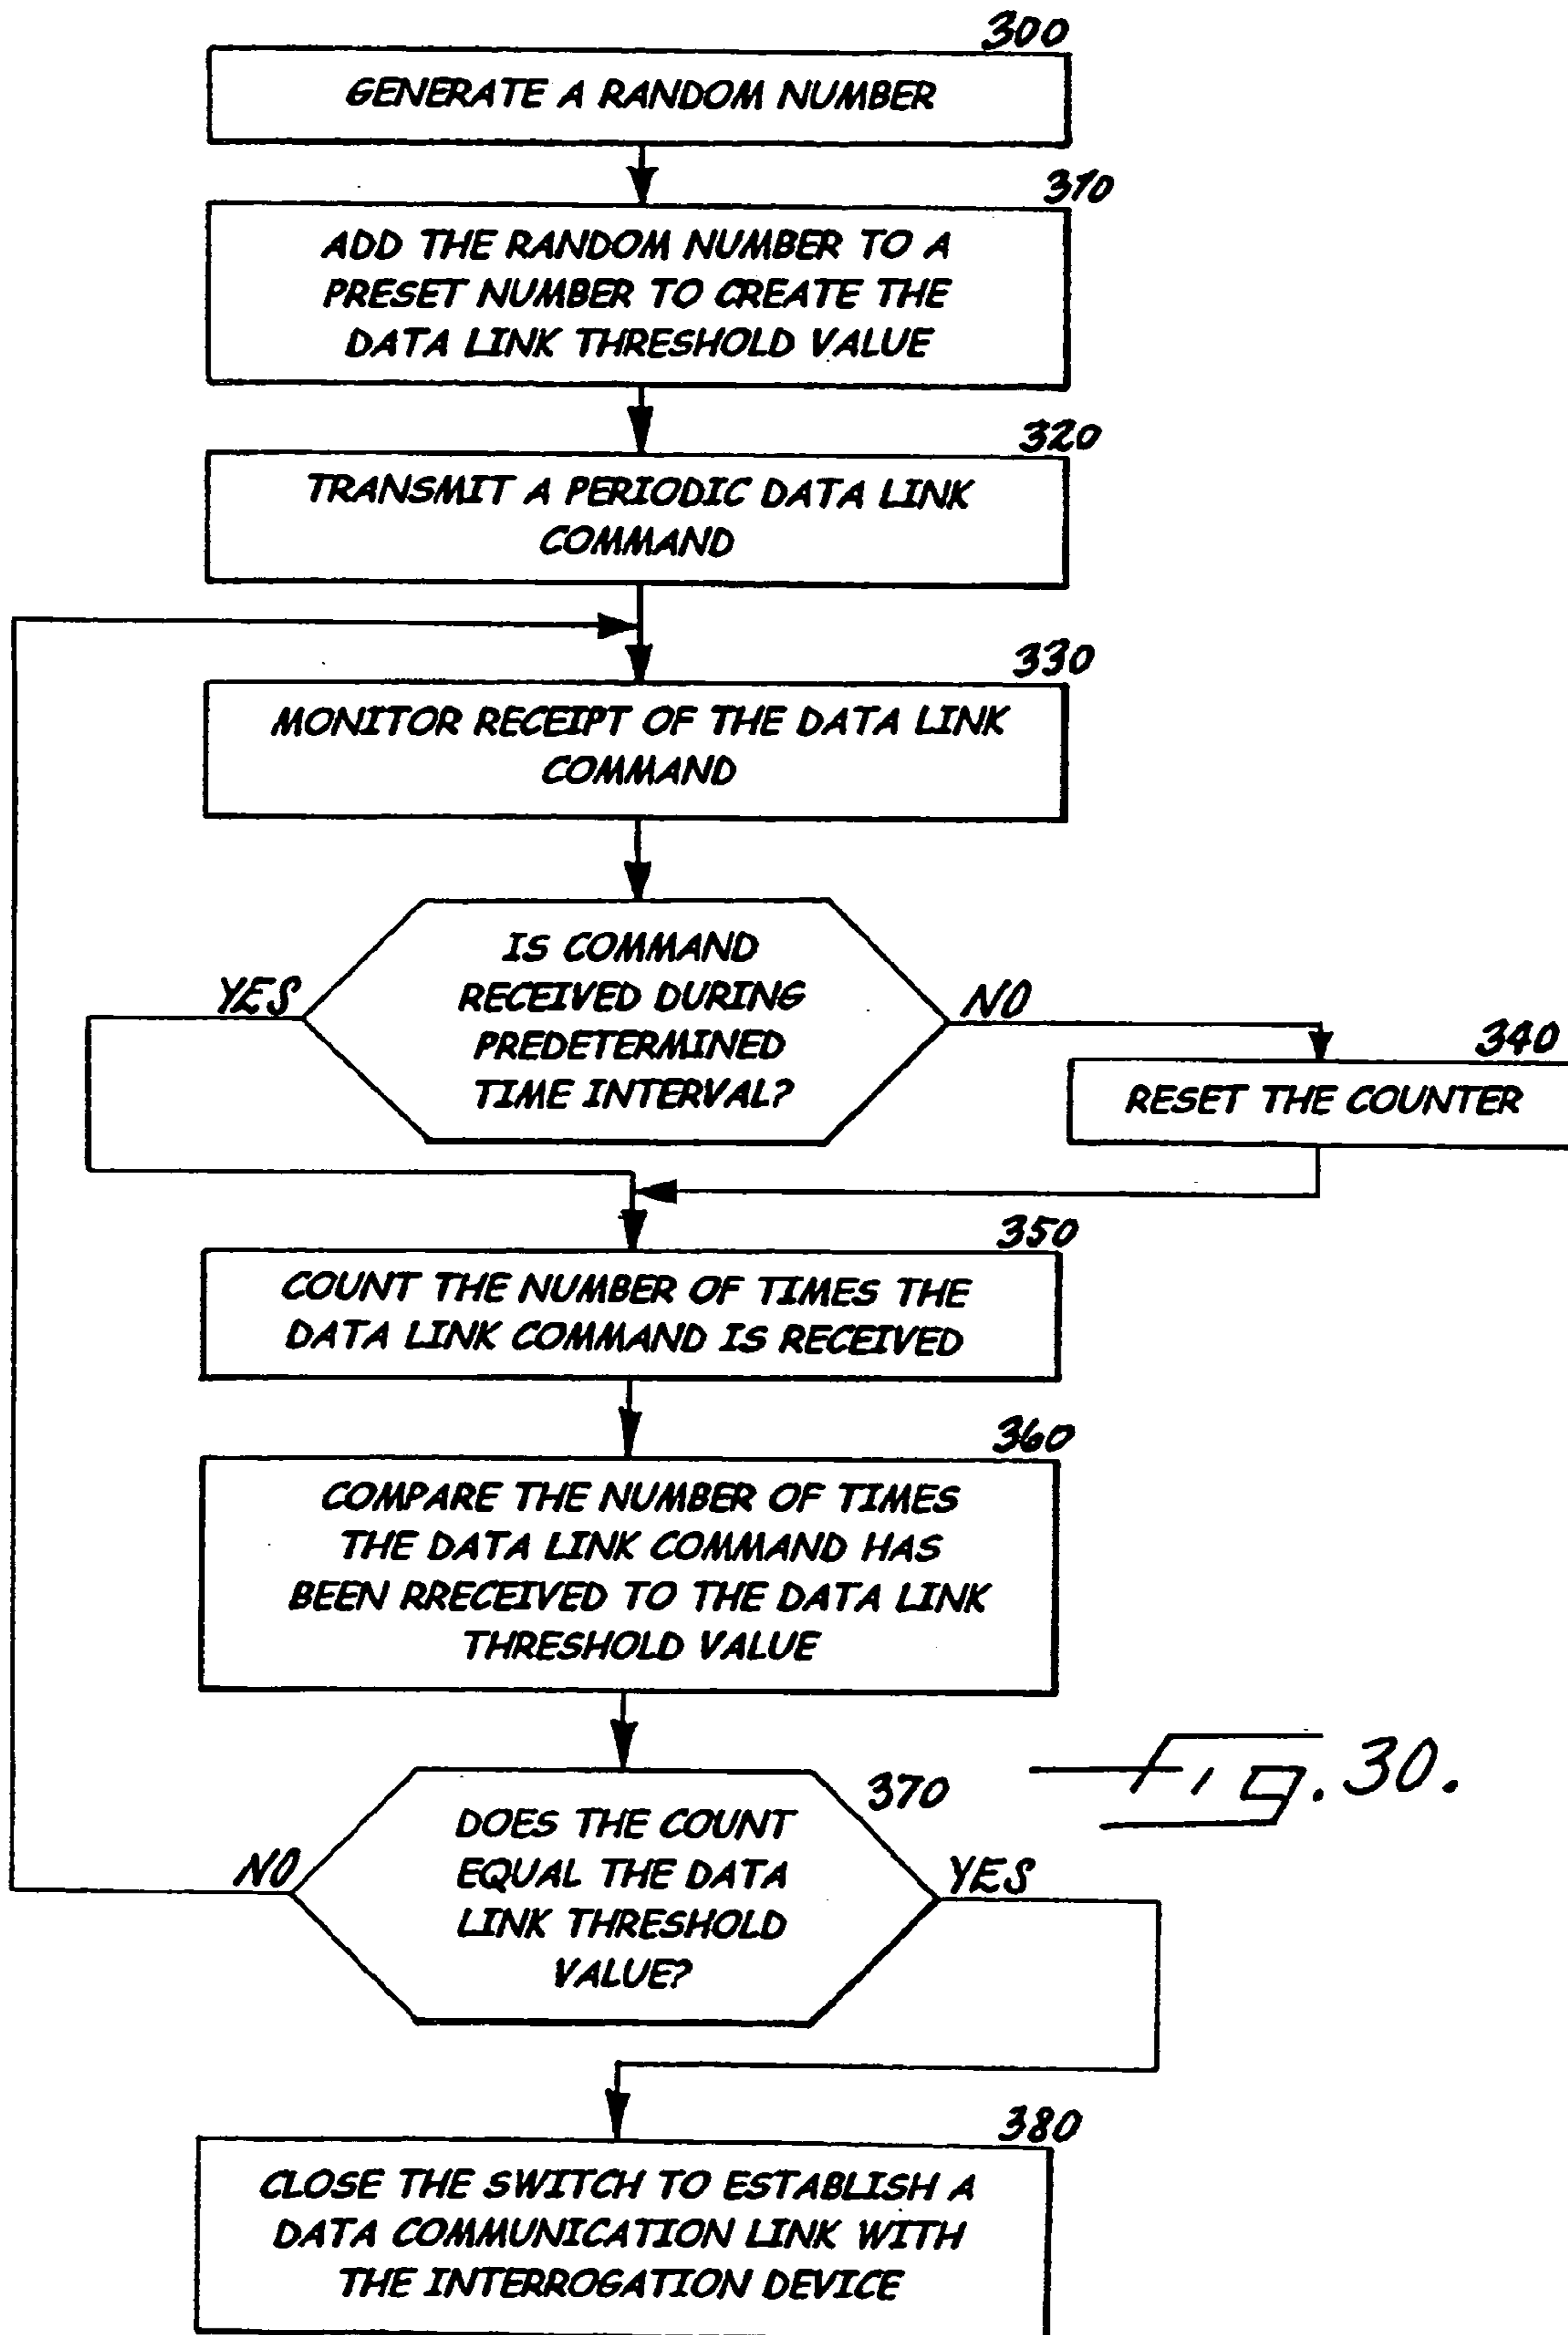 300
GENERATE A RANDOM NUMBER
310
ADD THE RANDOM NUMBER TO A
PRESET NUMBER TO CREATE THE
DATA LINK THRESHOLD VALUE
320
TRANSMIT A PERIODIC DATA LINK
COMMAND
330
MONITOR RECEIPT OF THE DATA LINK
COMMAND
IS COMMAND
RECEIVED DURING
PREDETERMINED
TIME INTERVAL?
YES
NO
340
RESET THE COUNTER
350
COUNT THE NUMBER OF TIMES THE
DATA LINK COMMAND IS RECEIVED
360
COMPARE THE NUMBER OF TIMES
THE DATA LINK COMMAND HAS
BEEN RRECEIVED TO THE DATA LINK
THRESHOLD VALUE
Fig. 30.
370
DOES THE COUNT
EQUAL THE DATA
LINK THRESHOLD
VALUE?
NO
YES
380
CLOSE THE SWITCH TO ESTABLISH A
DATA COMMUNICATION LINK WITH
THE INTERROGATION DEVICE